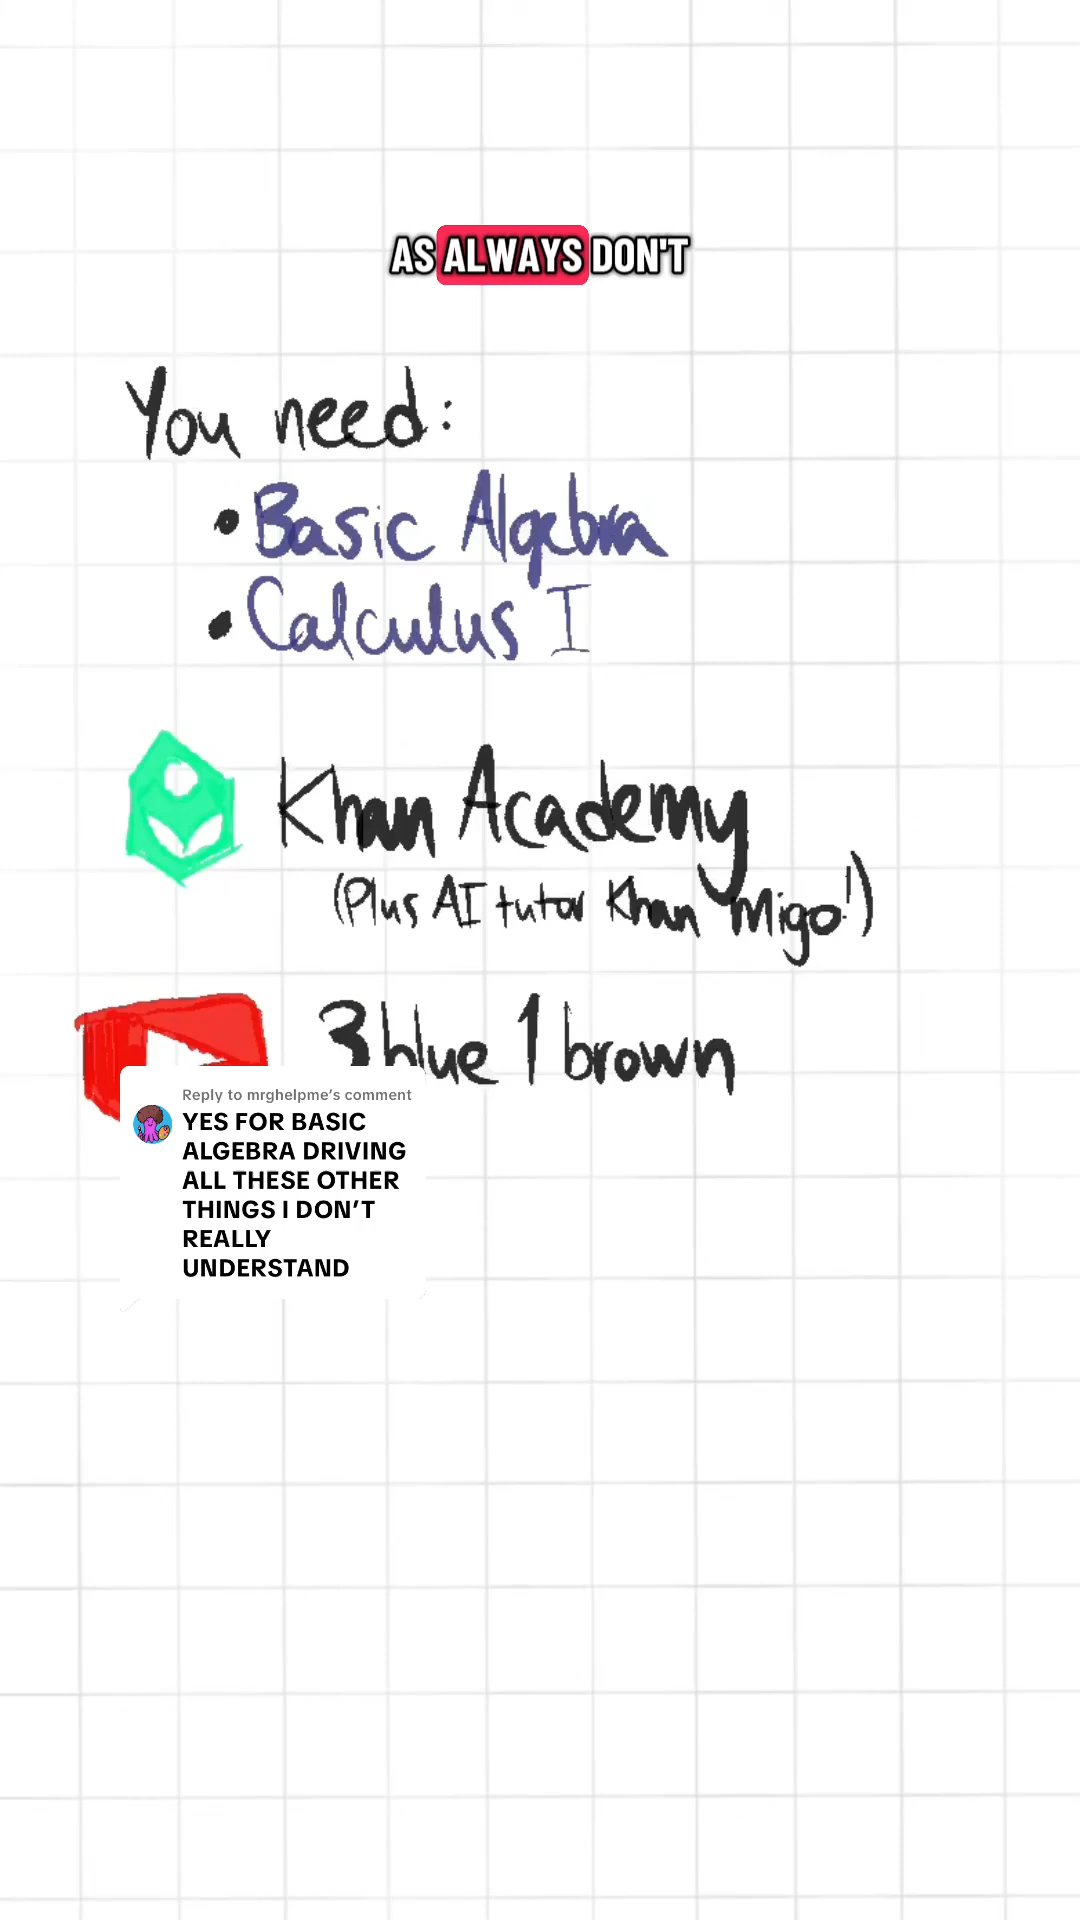 AS ALWAYS DON'T
You need:
• Basic Algebra
• Calculus I
Khan Academy
(Plus AI tutor Khan Migo!)
3blue 1 brown
Reply to mrghelpme's comment
YES FOR BASIC
ALGEBRA DRIVING
ALL THESE OTHER
THINGS I DON'T
REALLY
UNDERSTAND